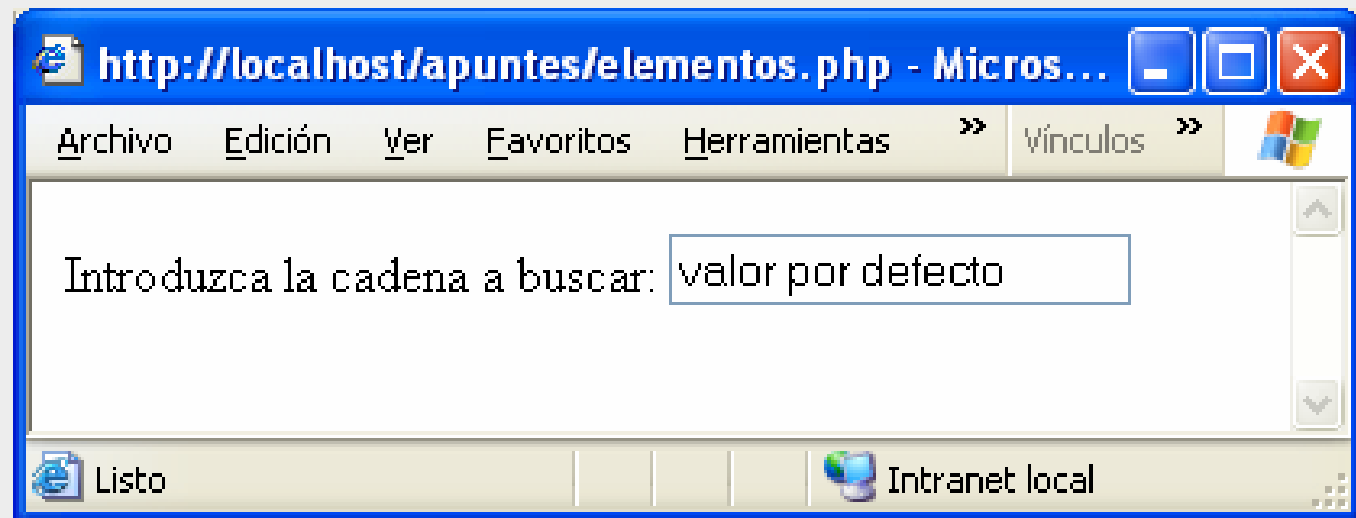 http://localhost/apuntes/elementos.php - Micros...
Archivo Edición Ver Favoritos Herramientas » Vínculos »
Introduzca la cadena a buscar: valor por defecto
Listo Intranet local